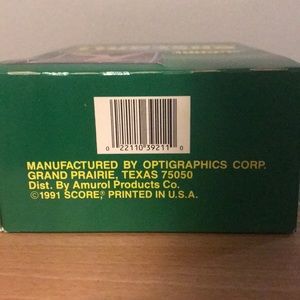 0 22110 39211 0
MANUFACTURED BY OPTIGRAPHICS CORP.
GRAND PRAIRIE, TEXAS 75050
Dist. By Amurol Products Co.
©1991 SCORE, PRINTED IN U.S.A.